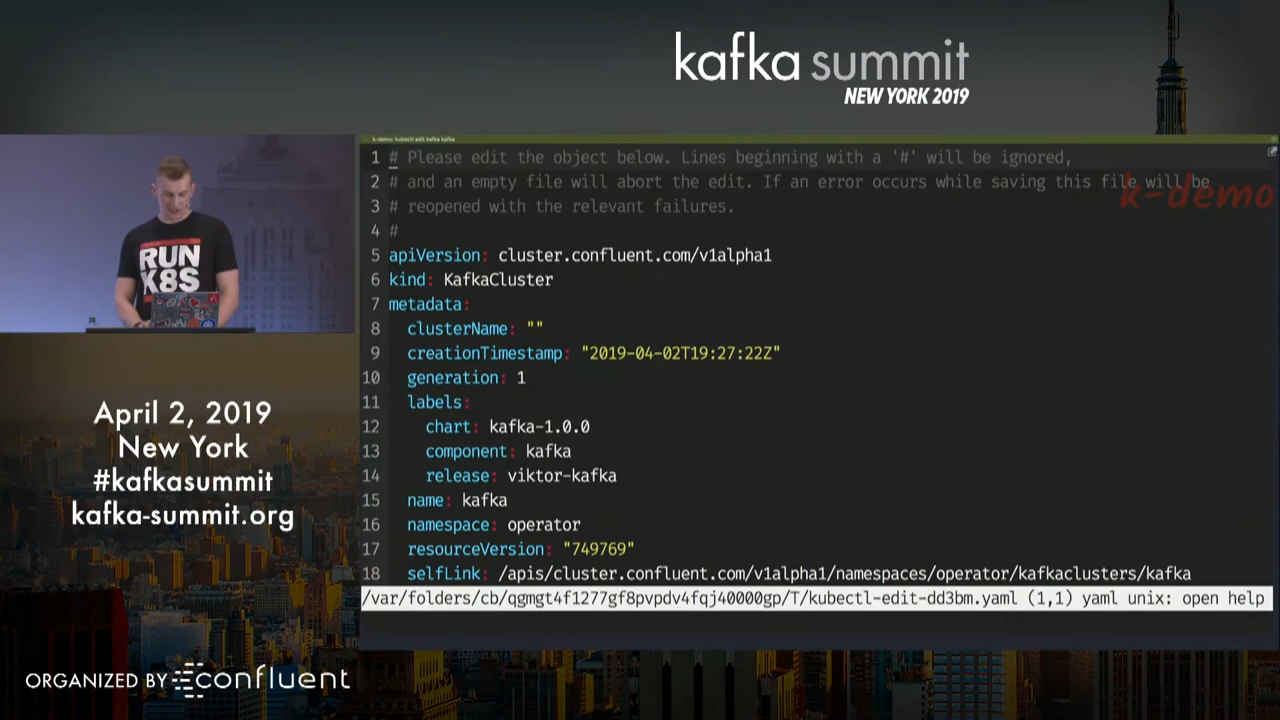 kafka summit
NEW YORK 2019
k-demo: kubectl edit kafka kafka
1 # Please edit the object below. Lines beginning with a '#' will be ignored,
2 # and an empty file will abort the edit. If an error occurs while saving this file will be
k-demo
3 # reopened with the relevant failures.
4 #
5 apiVersion: cluster.confluent.com/v1alpha1
6 kind: KafkaCluster
7 metadata:
8 clusterName: ""
9 creationTimestamp: "2019-04-02T19:27:22Z"
10 generation: 1
11 labels:
12 chart: kafka-1.0.0
13 component: kafka
14 release: viktor-kafka
15 name: kafka
16 namespace: operator
17 resourceVersion: "749769"
18 selfLink: /apis/cluster.confluent.com/v1alpha1/namespaces/operator/kafkaclusters/kafka
/var/folders/cb/qgmgt4f1277gf8pvpdv4fqj40000gp/T/kubectl-edit-dd3bm.yaml (1,1) yaml unix: open help
RUN
K8S
April 2, 2019
New York
#kafkasummit
kafka-summit.org
ORGANIZED BY confluent